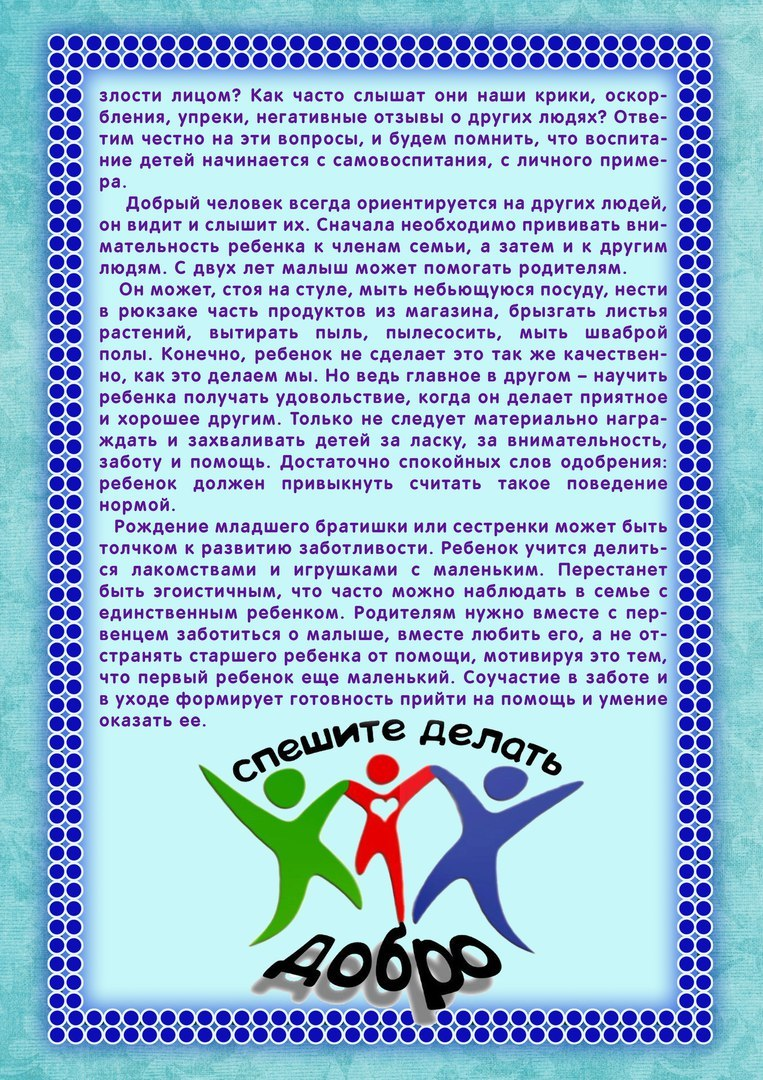 злости лицом? Как часто слышат они наши крики, оскор-
бления, упреки, негативные отзывы о других людях? Отве-
тим честно на эти вопросы, и будем помнить, что воспита-
ние детей начинается с самовоспитания, с личного приме-
ра.
Добрый человек всегда ориентируется на других людей,
он видит и слышит их. Сначала необходимо прививать вни-
мательность ребенка к членам семьи, а затем и к другим
людям. С двух лет малыш может помогать родителям.
Он может, стоя на стуле, мыть небьющуюся посуду, нести
в рюкзаке часть продуктов из магазина, брызгать листья
растений, вытирать пыль, пылесосить, мыть шваброй
полы. Конечно, ребенок не сделает это так же качествен-
но, как это делаем мы. Но ведь главное в другом – научить
ребенка получать удовольствие, когда он делает приятное
и хорошее другим. Только не следует материально награ-
ждать и захваливать детей за ласку, за внимательность,
заботу и помощь. Достаточно спокойных слов одобрения:
ребенок должен привыкнуть считать такое поведение
нормой.
Рождение младшего братишки или сестренки может быть
толчком к развитию заботливости. Ребенок учится делить-
ся лакомствами и игрушками с маленьким. Перестанет
быть эгоистичным, что часто можно наблюдать в семье с
единственным ребенком. Родителям нужно вместе с пер-
венцем заботиться о малыше, вместе любить его, а не от-
странять старшего ребенка от помощи, мотивируя это тем,
что первый ребенок еще маленький. Соучастие в заботе и
в уходе формирует готовность прийти на помощь и умение
оказать ее.
спешите делать
добро